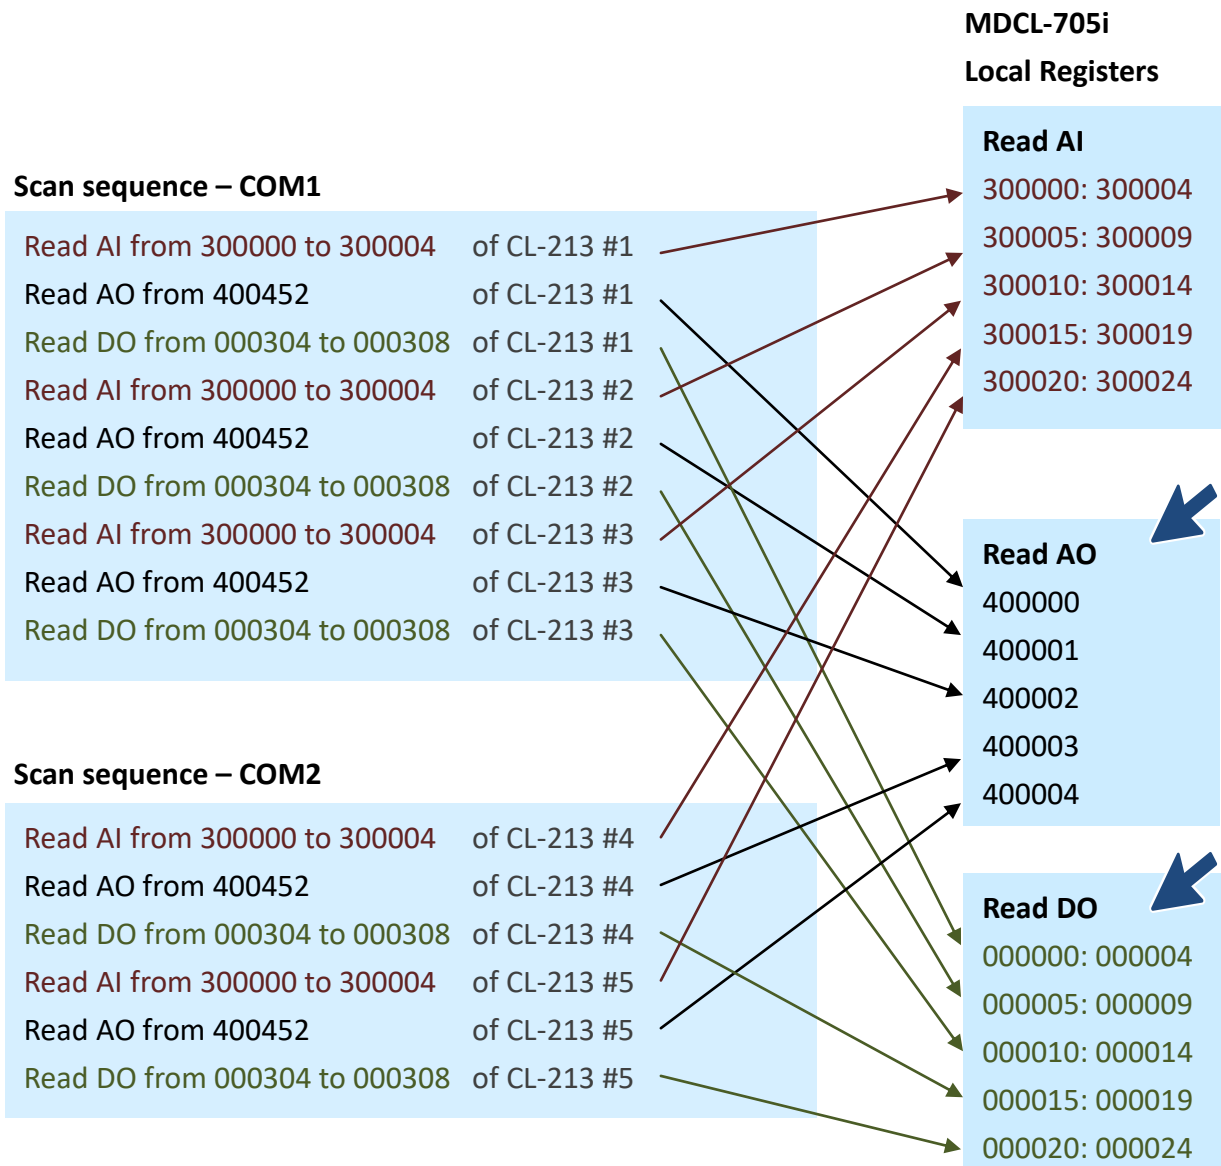 MDCL-705i
Local Registers
Scan sequence – COM1
Read AI from 300000 to 300004 of CL-213 #1
Read AO from 400452 of CL-213 #1
Read DO from 000304 to 000308 of CL-213 #1
Read AI from 300000 to 300004 of CL-213 #2
Read AO from 400452 of CL-213 #2
Read DO from 000304 to 000308 of CL-213 #2
Read AI from 300000 to 300004 of CL-213 #3
Read AO from 400452 of CL-213 #3
Read DO from 000304 to 000308 of CL-213 #3
Scan sequence – COM2
Read AI from 300000 to 300004 of CL-213 #4
Read AO from 400452 of CL-213 #4
Read DO from 000304 to 000308 of CL-213 #4
Read AI from 300000 to 300004 of CL-213 #5
Read AO from 400452 of CL-213 #5
Read DO from 000304 to 000308 of CL-213 #5
Read AI
300000: 300004
300005: 300009
300010: 300014
300015: 300019
300020: 300024
Read AO
400000
400001
400002
400003
400004
Read DO
000000: 000004
000005: 000009
000010: 000014
000015: 000019
000020: 000024